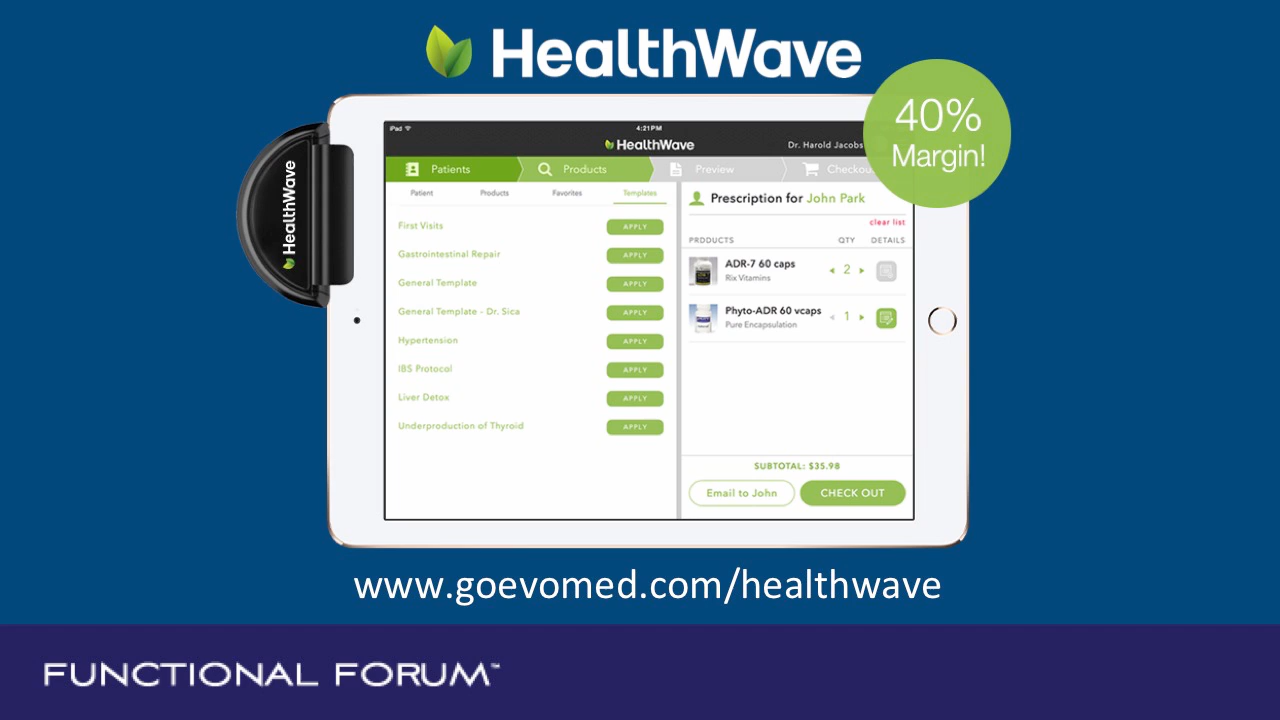 HealthWave
40%
Margin!
HealthWave
iPad
4:21PM
HealthWave
Dr. Harold Jacobs
Patients
Products
Preview
Checkou
Patient
Products
Favorites
Templates
First Visits APPLY
Gastrointestinal Repair APPLY
General Template APPLY
General Template - Dr. Sica APPLY
Hypertension APPLY
IBS Protocol APPLY
Liver Detox APPLY
Underproduction of Thyroid APPLY
Prescription for John Park
clear list
PRODUCTS QTY DETAILS
ADR-7 60 caps 2
Rix Vitamins
Phyto-ADR 60 vcaps 1
Pure Encapsulation
SUBTOTAL: $35.98
Email to John
CHECK OUT
www.goevomed.com/healthwave
FUNCTIONAL FORUM™